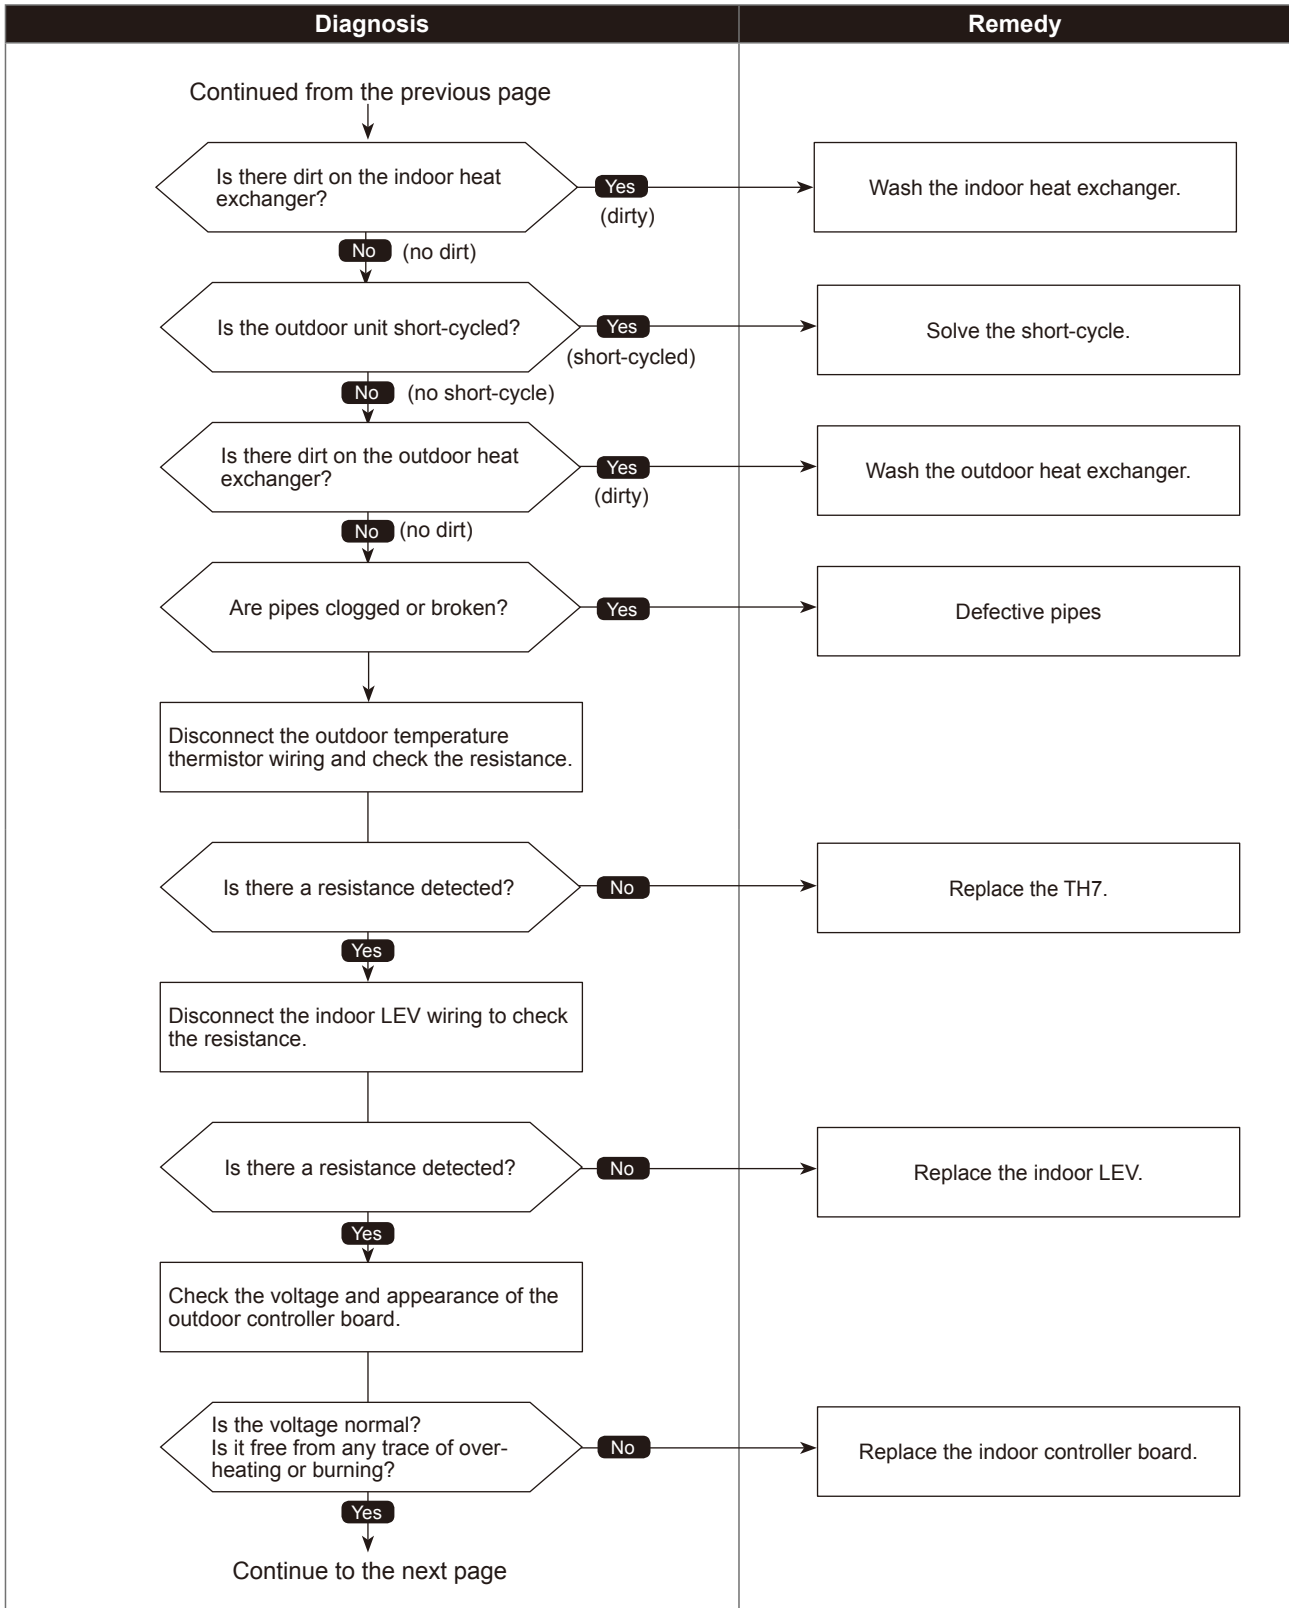 Diagnosis
Remedy
Continued from the previous page
Is there dirt on the indoor heat
exchanger?
Yes
(dirty)
Wash the indoor heat exchanger.
No
(no dirt)
Is the outdoor unit short-cycled?
Yes
(short-cycled)
Solve the short-cycle.
No
(no short-cycle)
Is there dirt on the outdoor heat
exchanger?
Yes
(dirty)
Wash the outdoor heat exchanger.
No
(no dirt)
Are pipes clogged or broken?
Yes
Defective pipes
Disconnect the outdoor temperature
thermistor wiring and check the resistance.
Is there a resistance detected?
No
Replace the TH7.
Yes
Disconnect the indoor LEV wiring to check
the resistance.
Is there a resistance detected?
No
Replace the indoor LEV.
Yes
Check the voltage and appearance of the
outdoor controller board.
Is the voltage normal?
Is it free from any trace of over-
heating or burning?
No
Replace the indoor controller board.
Yes
Continue to the next page